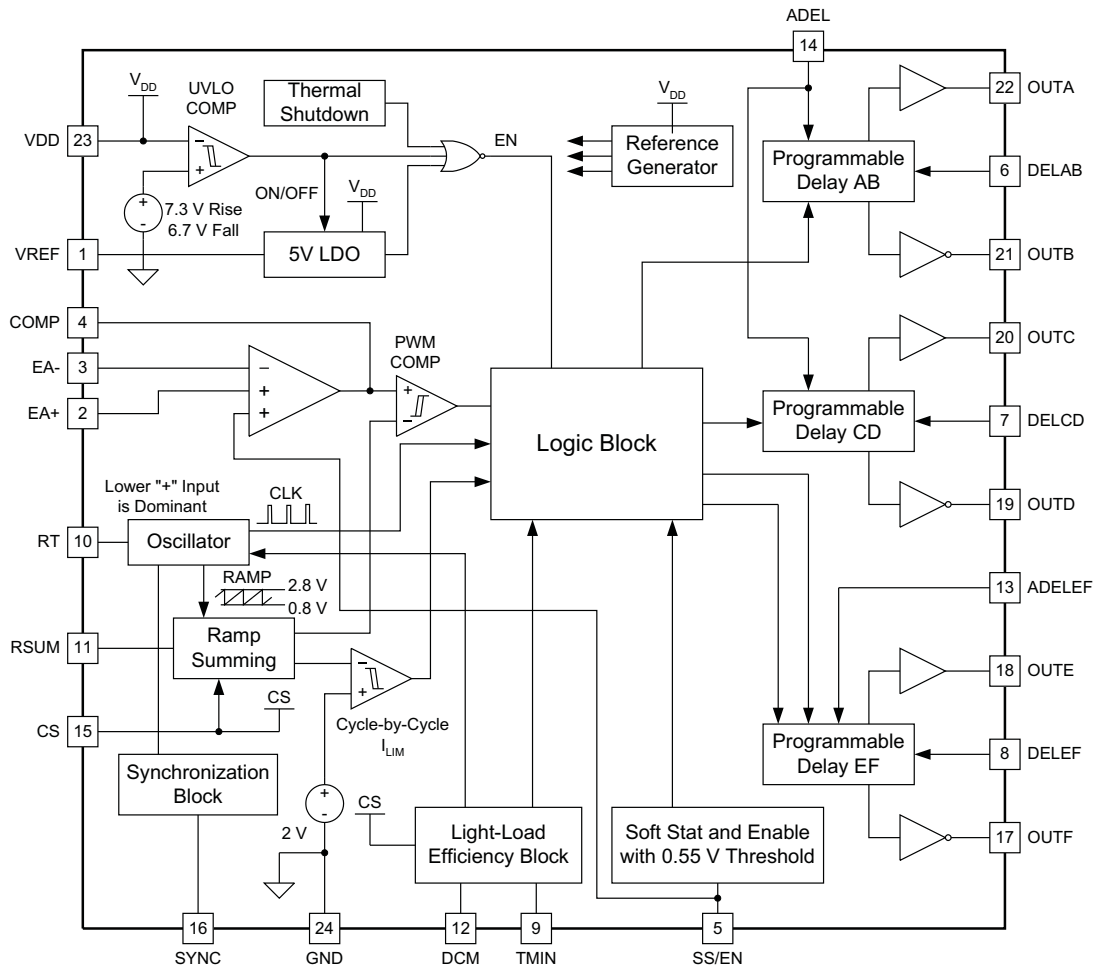 ADEL
14
V_DD
UVLO
COMP
Thermal
Shutdown
EN
V_DD
Reference
Generator
VDD
23
−
+
+
-
7.3 V Rise
6.7 V Fall
ON/OFF
V_DD
5V LDO
VREF
1
Programmable
Delay AB
22
OUTA
6
DELAB
21
OUTB
COMP
4
EA-
3
EA+
2
−
+
+
PWM
COMP
+
−
Logic Block
20
OUTC
Programmable
Delay CD
7
DELCD
19
OUTD
Lower "+" Input
is Dominant
CLK
RT
10
Oscillator
RAMP
2.8 V
0.8 V
13
ADELEF
RSUM
11
Ramp
Summing
−
+
CS
CS
15
Cycle-by-Cycle
I_LIM
18
OUTE
Programmable
Delay EF
8
DELEF
17
OUTF
Synchronization
Block
+
-
2 V
CS
Light-Load
Efficiency Block
Soft Stat and Enable
with 0.55 V Threshold
16
24
12
9
5
SYNC
GND
DCM
TMIN
SS/EN